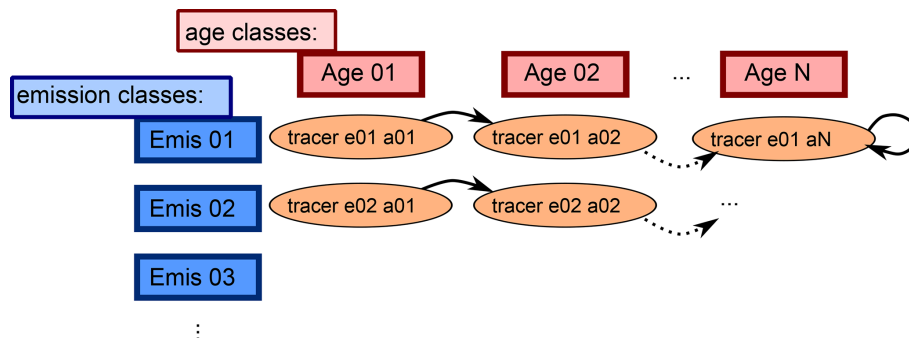 age classes:
Age 01
Age 02
...
Age N
emission classes:
Emis 01
tracer e01 a01
tracer e01 a02
tracer e01 aN
Emis 02
tracer e02 a01
tracer e02 a02
...
Emis 03
...